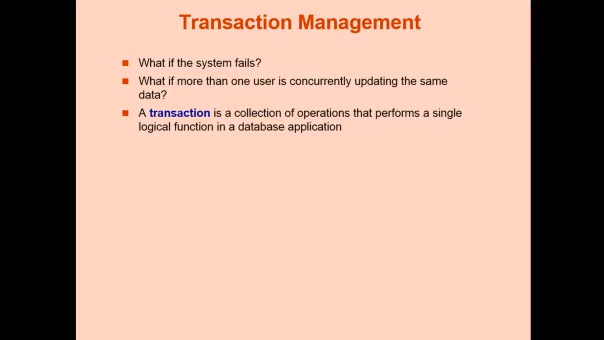 Transaction Management
What if the system fails?
What if more than one user is concurrently updating the same
data?
A transaction is a collection of operations that performs a single
logical function in a database application